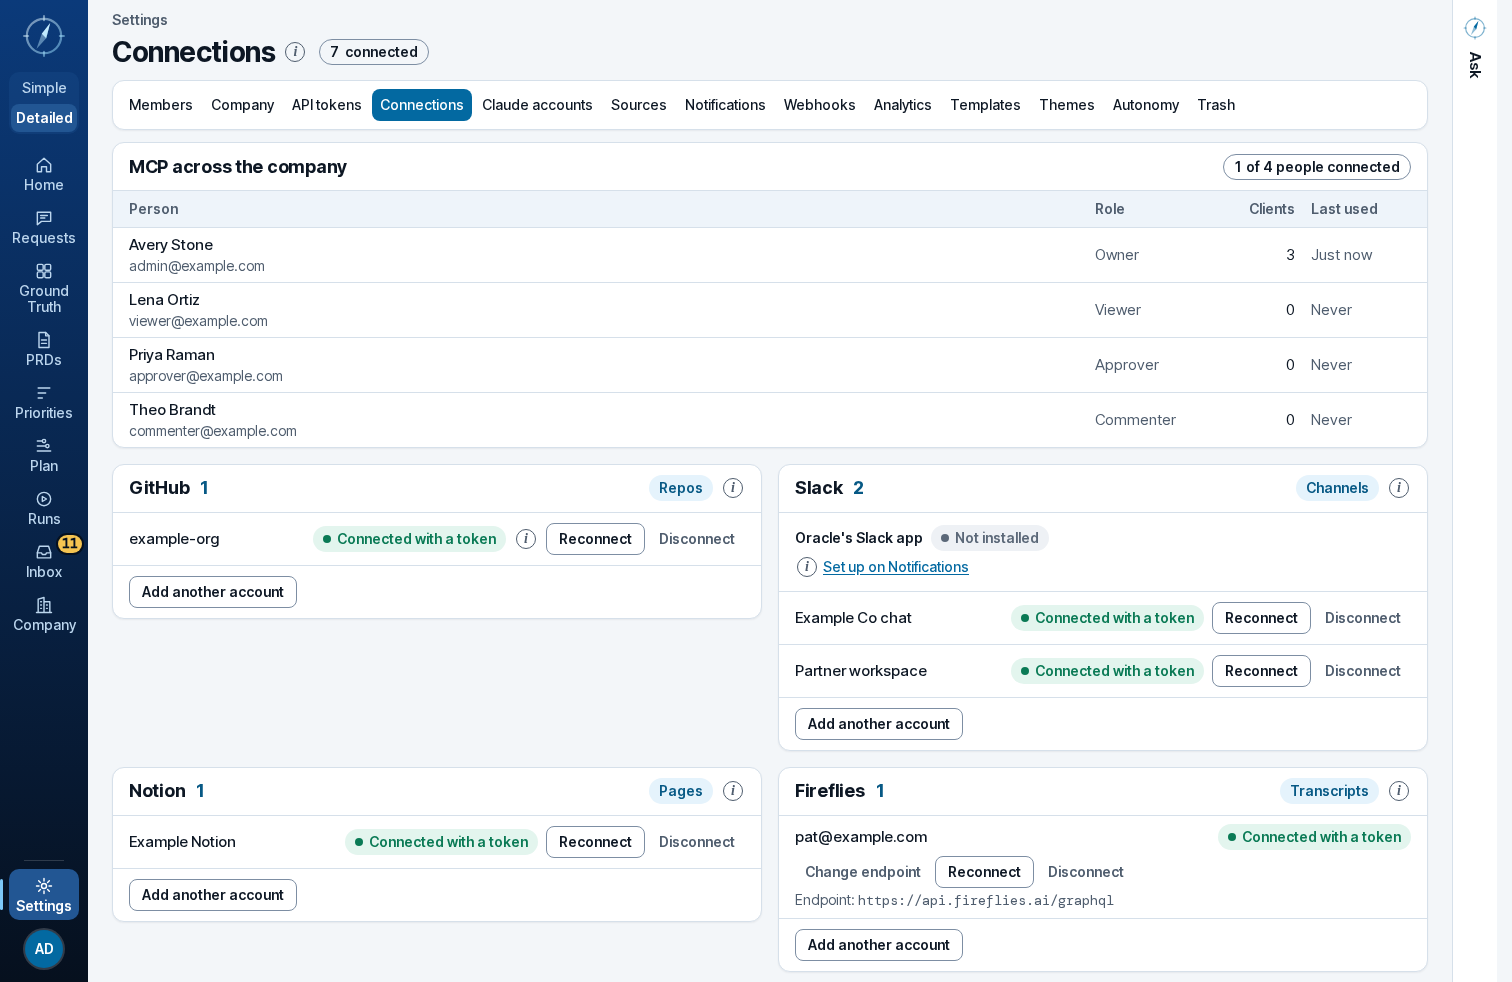 Settings
Connections i 7 connected
Simple
Detailed
Home
Requests
Ground
Truth
PRDs
Priorities
Plan
Runs
11
Inbox
Company
Settings
AD
Members Company API tokens Connections Claude accounts Sources Notifications Webhooks Analytics Templates Themes Autonomy Trash
MCP across the company 1 of 4 people connected
Person Role Clients Last used
Avery Stone
admin@example.com Owner 3 Just now
Lena Ortiz
viewer@example.com Viewer 0 Never
Priya Raman
approver@example.com Approver 0 Never
Theo Brandt
commenter@example.com Commenter 0 Never
GitHub 1 Repos i
example-org Connected with a token i Reconnect Disconnect
Add another account
Slack 2 Channels i
Oracle's Slack app Not installed
i Set up on Notifications
Example Co chat Connected with a token Reconnect Disconnect
Partner workspace Connected with a token Reconnect Disconnect
Add another account
Notion 1 Pages i
Example Notion Connected with a token Reconnect Disconnect
Add another account
Fireflies 1 Transcripts i
pat@example.com Connected with a token
Change endpoint Reconnect Disconnect
Endpoint: https://api.fireflies.ai/graphql
Add another account
Ask